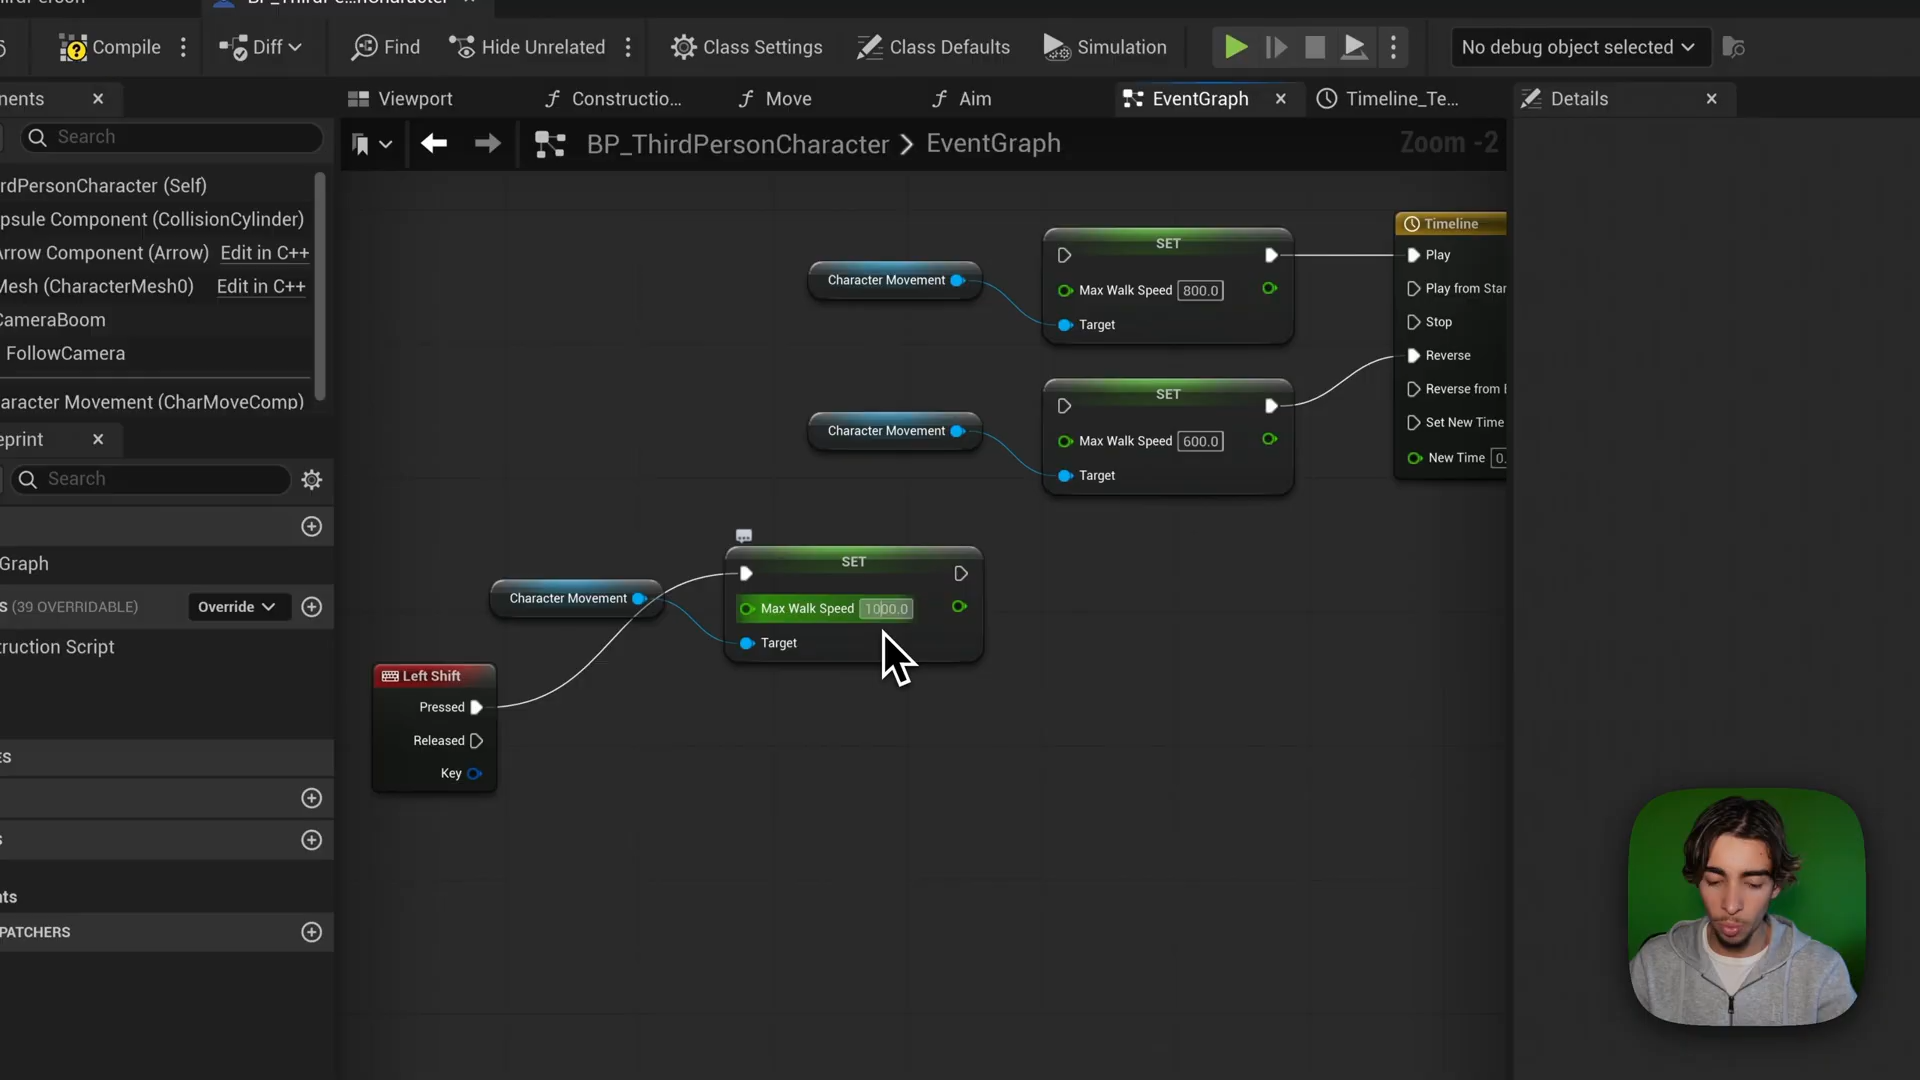 Compile
Diff
Find
Hide Unrelated
Class Settings
Class Defaults
Simulation
No debug object selected
nents
Viewport
Constructio...
Move
Aim
EventGraph
Timeline_Te...
Details
Search
BP_ThirdPersonCharacter > EventGraph
Zoom -2
rdPersonCharacter (Self)
psule Component (CollisionCylinder)
Arrow Component (Arrow) Edit in C++
Mesh (CharacterMesh0) Edit in C++
CameraBoom
FollowCamera
aracter Movement (CharMoveComp)
eprint
Search
Graph
S (39 OVERRIDABLE) Override
truction Script
ES
S
nts
PATCHERS
Character Movement
SET
Max Walk Speed 800.0
Target
Character Movement
SET
Max Walk Speed 600.0
Target
Timeline
Play
Play from Star
Stop
Reverse
Reverse from E
Set New Time
New Time 0.
Character Movement
SET
Max Walk Speed 1000.0
Target
Left Shift
Pressed
Released
Key